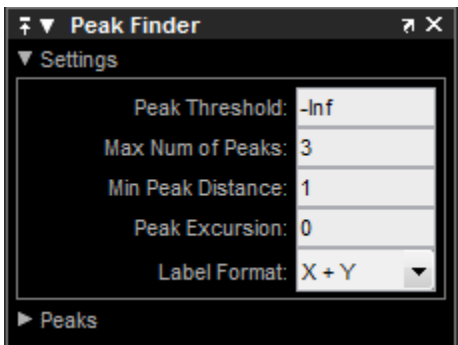 Peak Finder
Settings
Peak Threshold: -Inf
Max Num of Peaks: 3
Min Peak Distance: 1
Peak Excursion: 0
Label Format: X + Y
Peaks